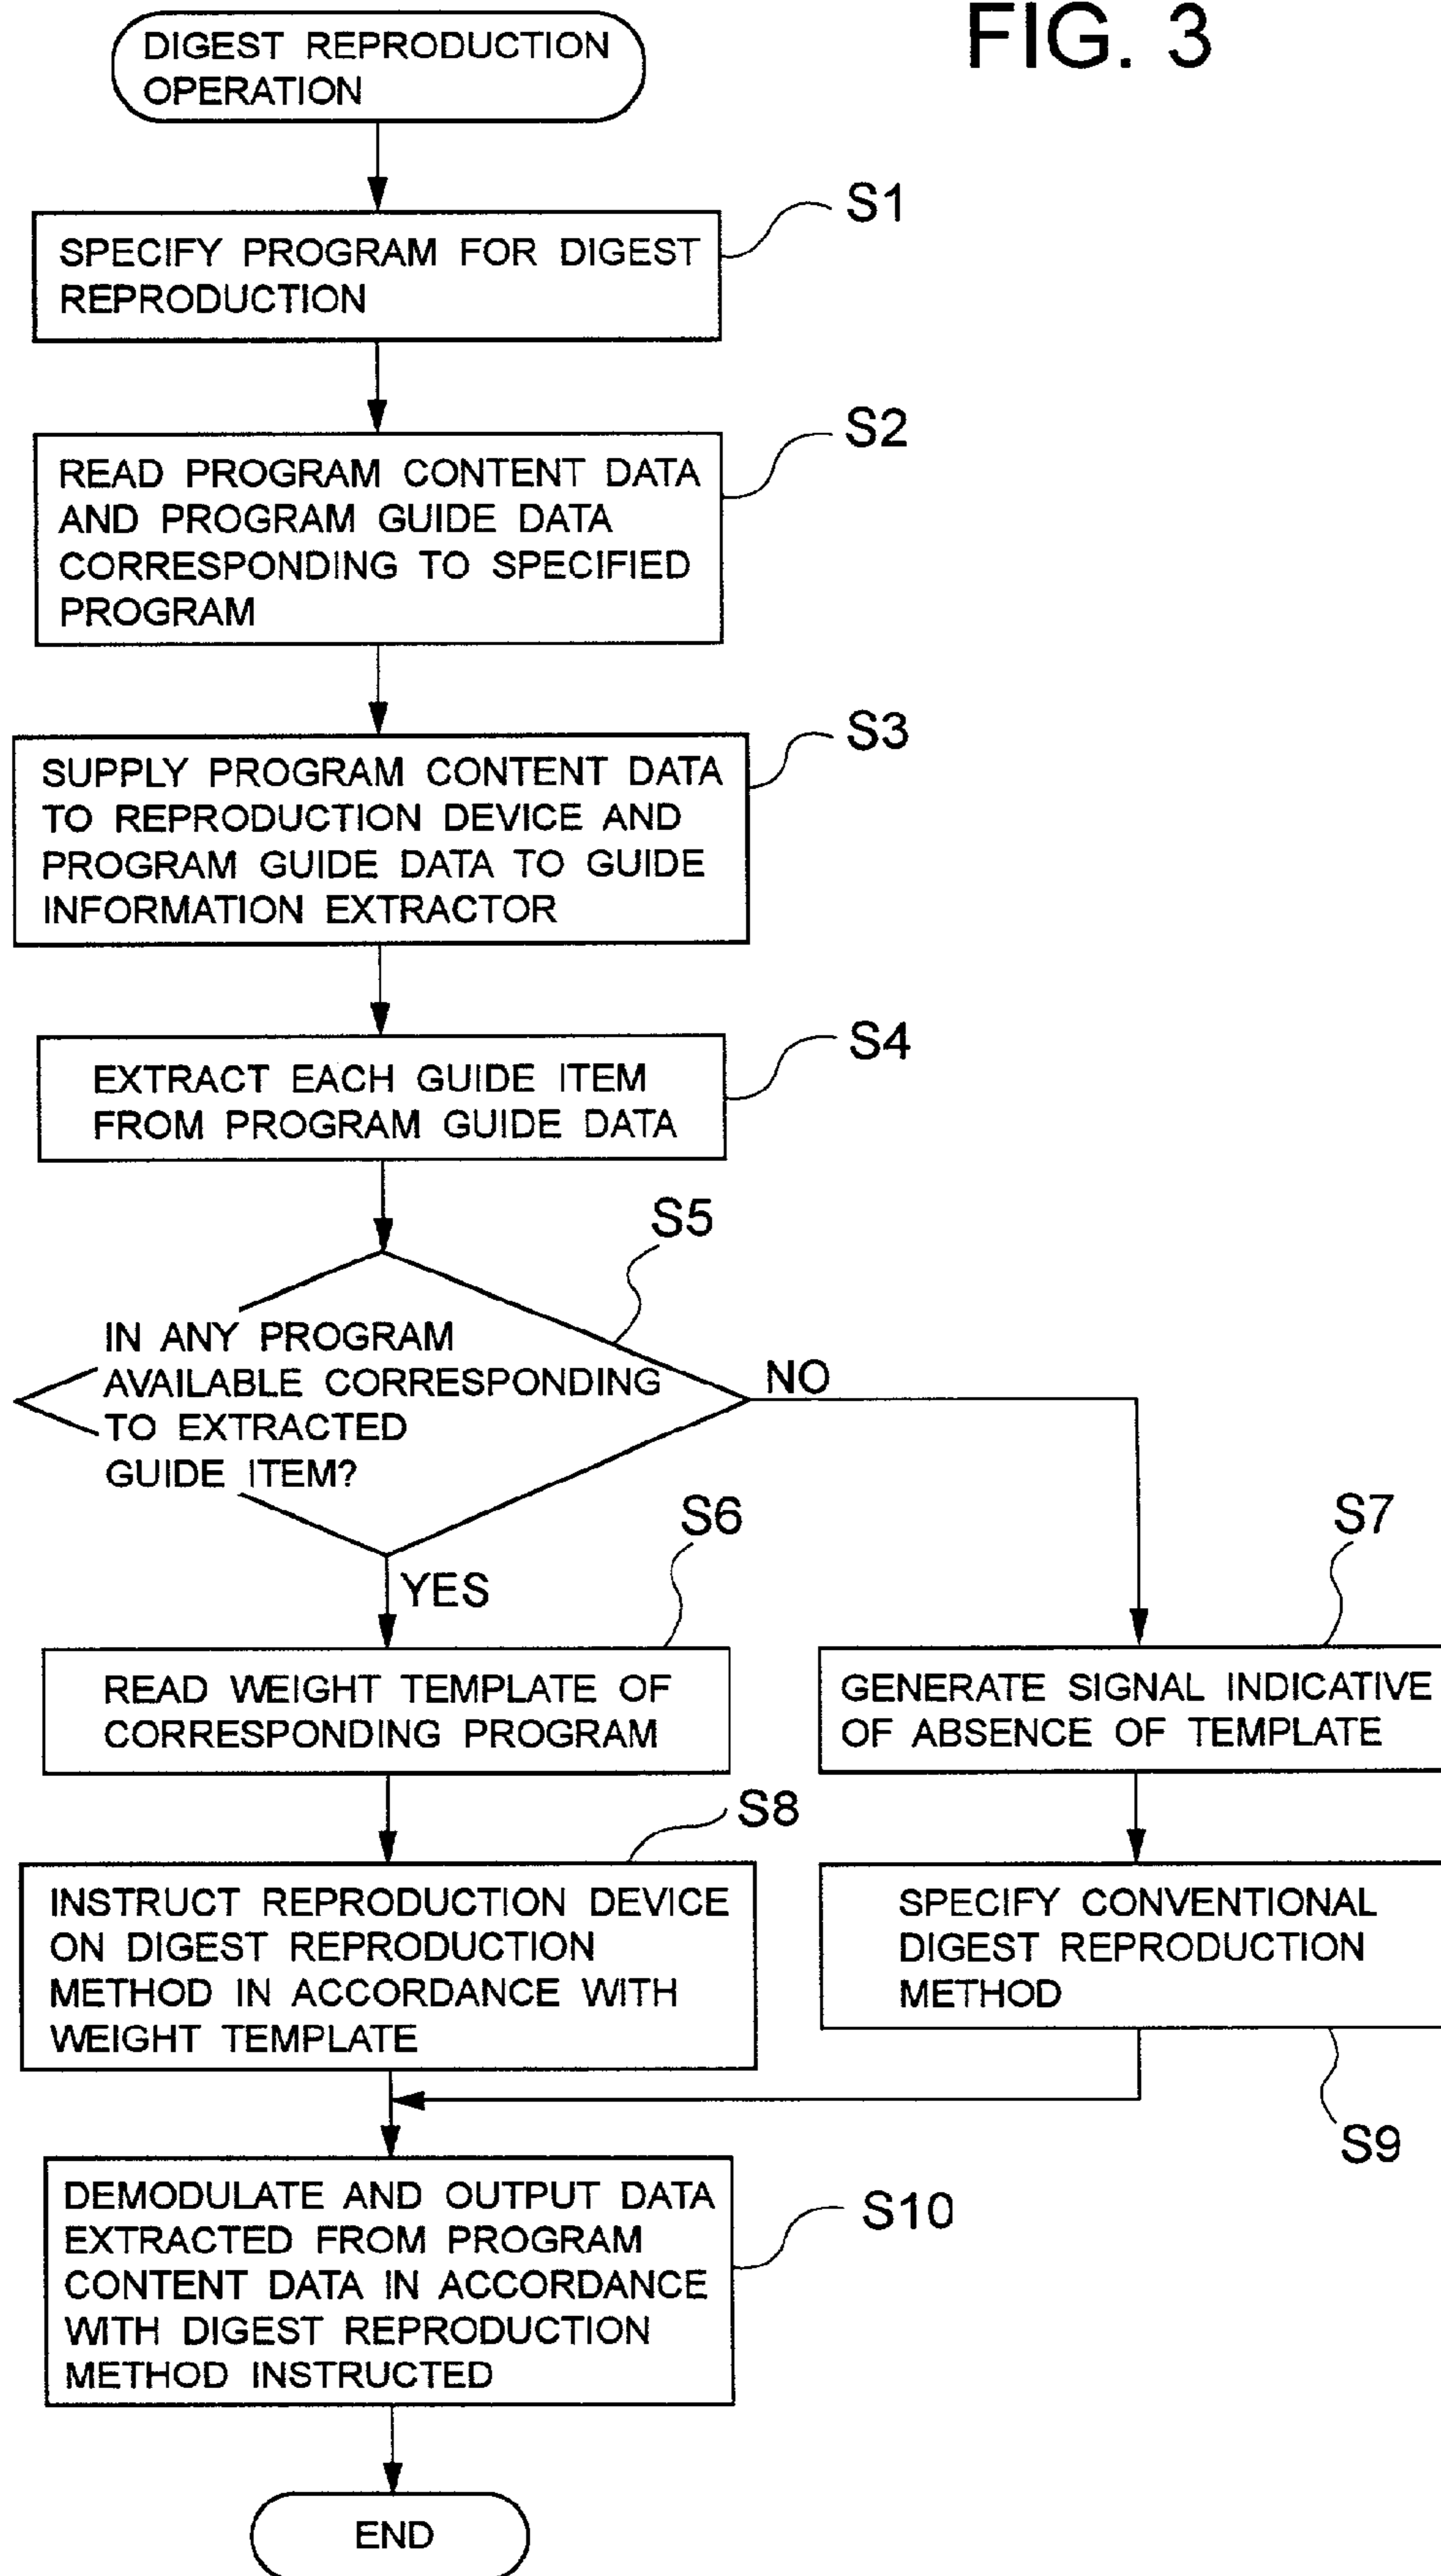 FIG. 3
DIGEST REPRODUCTION
OPERATION
S1
SPECIFY PROGRAM FOR DIGEST
REPRODUCTION
S2
READ PROGRAM CONTENT DATA
AND PROGRAM GUIDE DATA
CORRESPONDING TO SPECIFIED
PROGRAM
S3
SUPPLY PROGRAM CONTENT DATA
TO REPRODUCTION DEVICE AND
PROGRAM GUIDE DATA TO GUIDE
INFORMATION EXTRACTOR
S4
EXTRACT EACH GUIDE ITEM
FROM PROGRAM GUIDE DATA
S5
IN ANY PROGRAM
AVAILABLE CORRESPONDING
TO EXTRACTED
GUIDE ITEM?
NO
YES
S6
READ WEIGHT TEMPLATE OF
CORRESPONDING PROGRAM
S7
GENERATE SIGNAL INDICATIVE
OF ABSENCE OF TEMPLATE
S8
INSTRUCT REPRODUCTION DEVICE
ON DIGEST REPRODUCTION
METHOD IN ACCORDANCE WITH
WEIGHT TEMPLATE
SPECIFY CONVENTIONAL
DIGEST REPRODUCTION
METHOD
S9
S10
DEMODULATE AND OUTPUT DATA
EXTRACTED FROM PROGRAM
CONTENT DATA IN ACCORDANCE
WITH DIGEST REPRODUCTION
METHOD INSTRUCTED
END